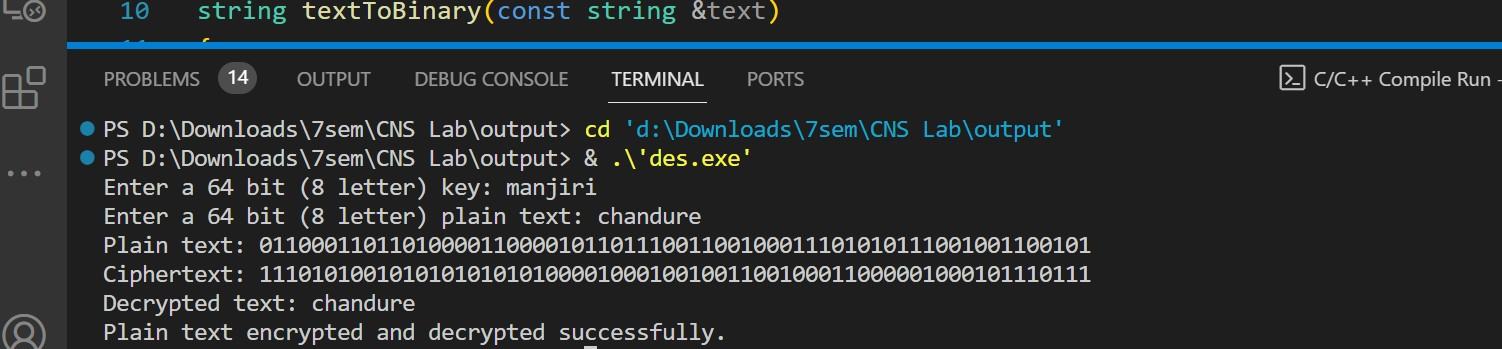 10 string textToBinary(const string &text)
PROBLEMS 14 OUTPUT DEBUG CONSOLE TERMINAL PORTS C/C++ Compile Run -
PS D:\Downloads\7sem\CNS Lab\output> cd 'd:\Downloads\7sem\CNS Lab\output'
PS D:\Downloads\7sem\CNS Lab\output> & .\'des.exe'
Enter a 64 bit (8 letter) key: manjiri
Enter a 64 bit (8 letter) plain text: chandure
Plain text: 0110001101101000011000010110111001100100011101010111001001100101
Ciphertext: 1110101001010101010101000010001001001100100011000001000101110111
Decrypted text: chandure
Plain text encrypted and decrypted successfully.